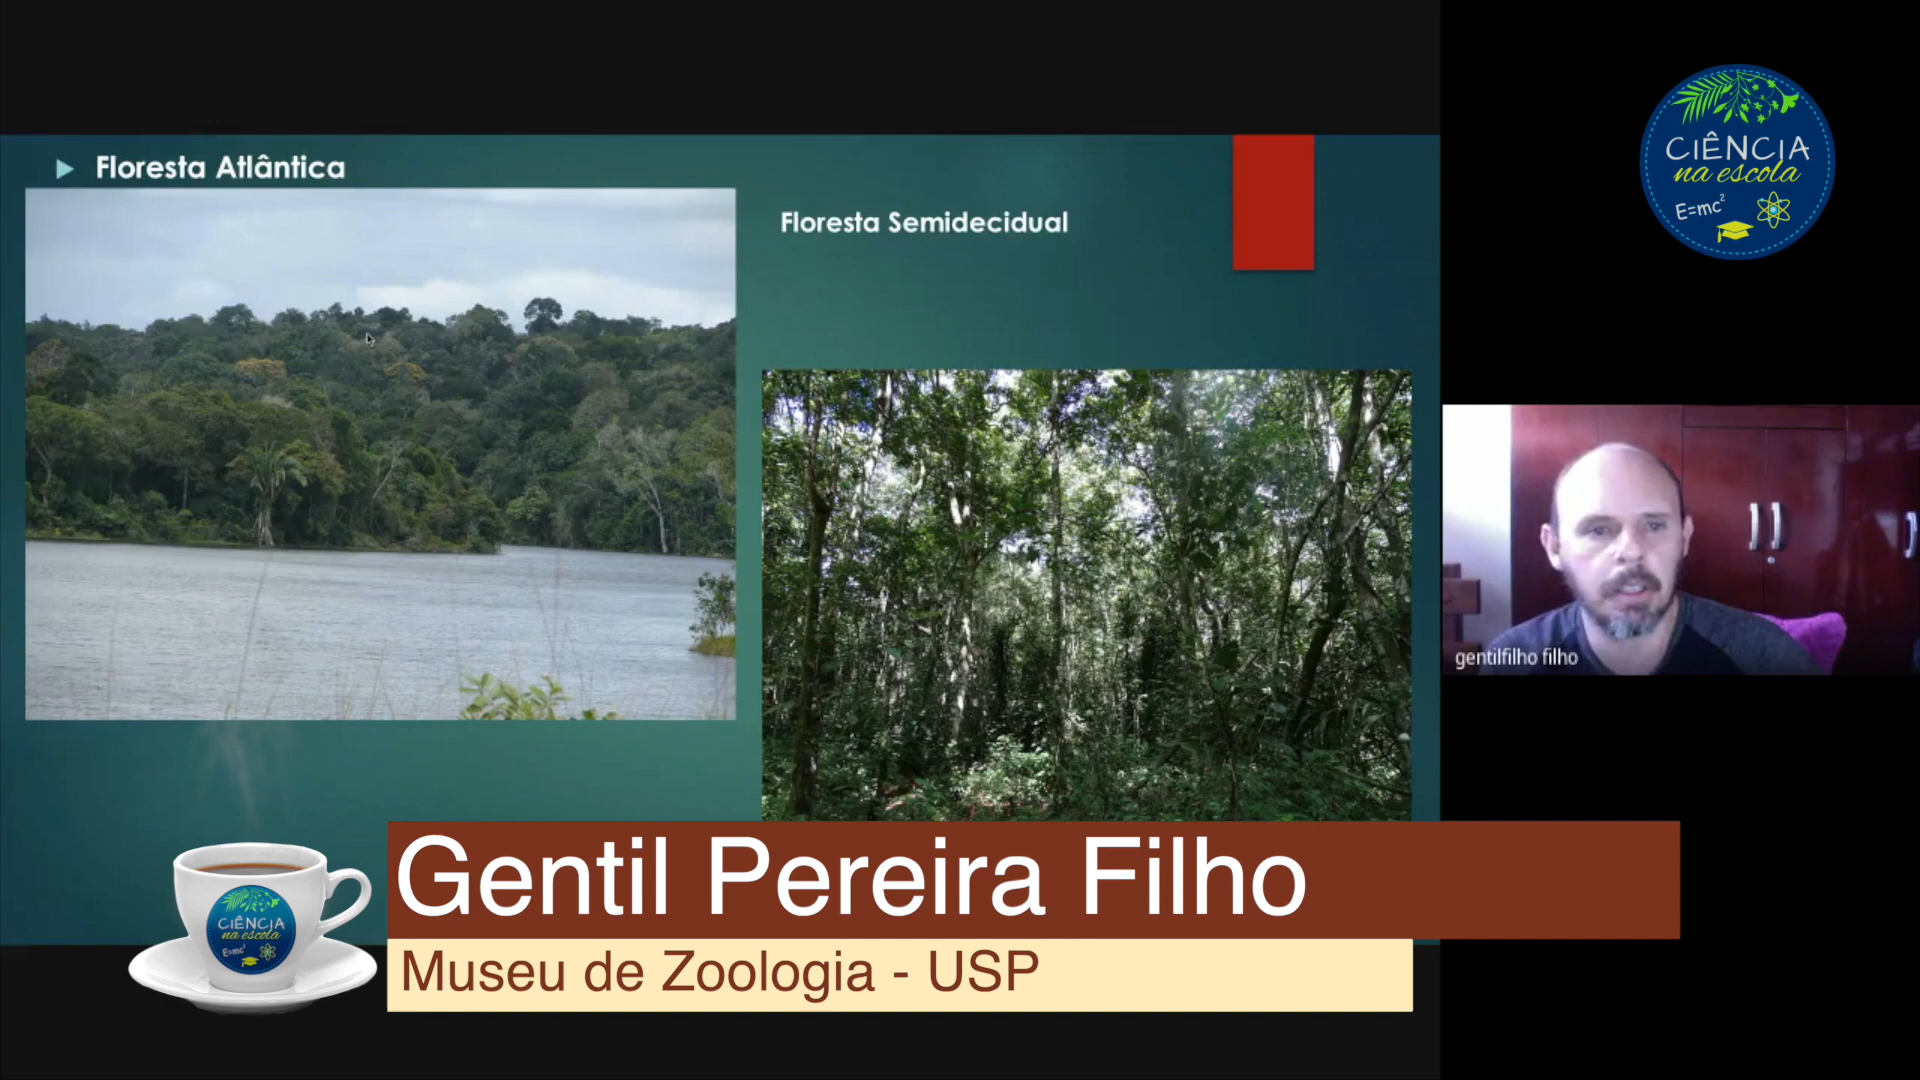 Floresta Atlântica
Floresta Semidecidual
CIÊNCIA
na escola
E=mc²
gentilfilho filho
Gentil Pereira Filho
Museu de Zoologia - USP
CIÊNCIA
na escola
E=mc²